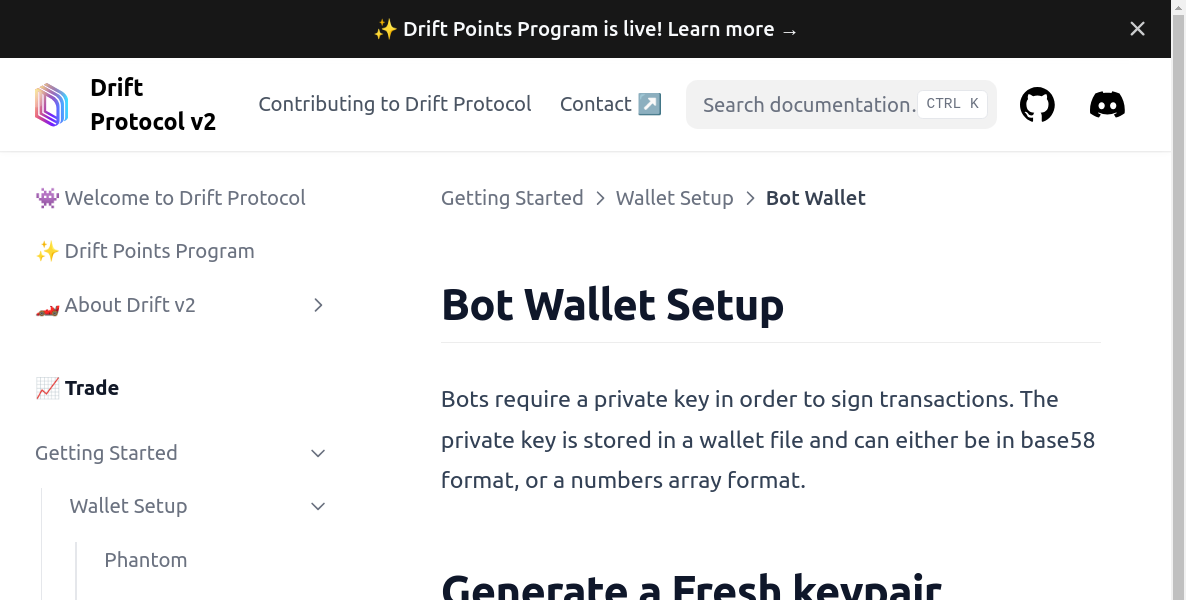 ✨ Drift Points Program is live! Learn more →
Drift
Protocol v2
Contributing to Drift Protocol
Contact ↗️
Search documentation.
CTRL K
👾 Welcome to Drift Protocol
✨ Drift Points Program
🏎️ About Drift v2
📈 Trade
Getting Started
Wallet Setup
Phantom
Getting Started > Wallet Setup > Bot Wallet
Bot Wallet Setup
Bots require a private key in order to sign transactions. The
private key is stored in a wallet file and can either be in base58
format, or a numbers array format.
Generate a Fresh keypair